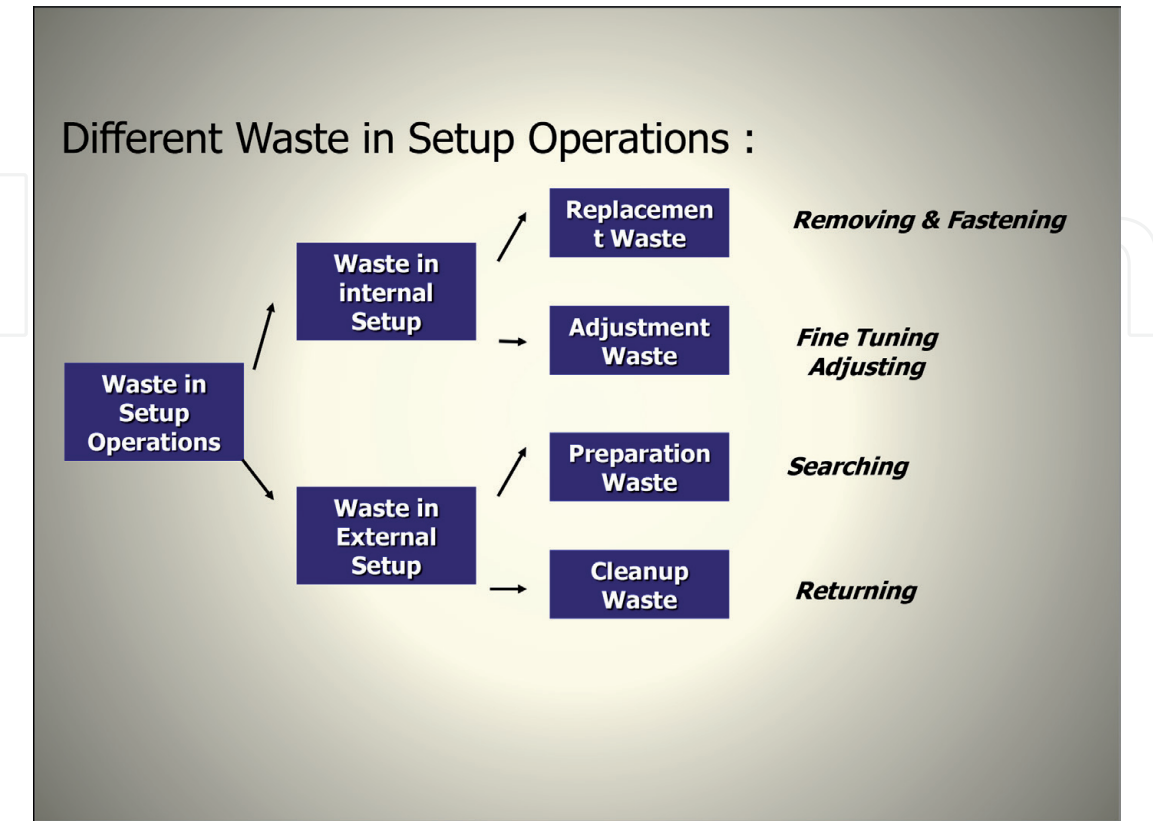 Different Waste in Setup Operations :
Waste in
Setup
Operations
Waste in
internal
Setup
Replacemen
t Waste
Removing & Fastening
Adjustment
Waste
Fine Tuning
Adjusting
Waste in
External
Setup
Preparation
Waste
Searching
Cleanup
Waste
Returning